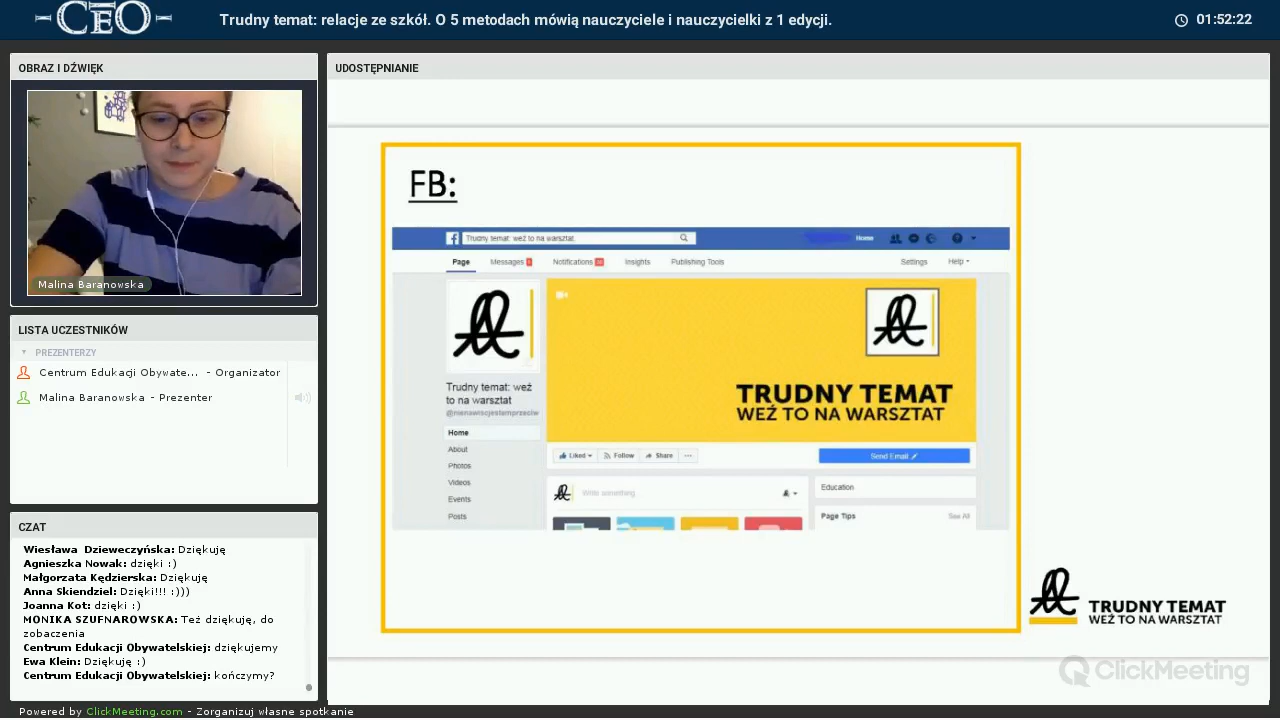 CEO
Trudny temat: relacje ze szkół. O 5 metodach mówią nauczyciele i nauczycielki z 1 edycji.
01:52:22
OBRAZ I DŹWIĘK
Malina Baranowska
LISTA UCZESTNIKÓW
PREZENTERZY
Centrum Edukacji Obywate... - Organizator
Malina Baranowska - Prezenter
CZAT
Wiesława Dzieweczyńska: Dziękuję
Agnieszka Nowak: dzięki :)
Małgorzata Kędzierska: Dziękuję
Anna Skiendziel: Dzięki!!! :)))
Joanna Kot: dzięki :)
MONIKA SZUFNAROWSKA: Też dziękuję, do
zobaczenia
Centrum Edukacji Obywatelskiej: dziękujemy
Ewa Klein: Dziękuję :)
Centrum Edukacji Obywatelskiej: kończymy?
UDOSTĘPNIANIE
FB:
Trudny temat: weź to na warsztat
Home
Page Messages Notifications Insights Publishing Tools Settings Help
Trudny temat: weź
to na warsztat
@nienawiscjestemprzeciw
Home
About
Photos
Videos
Events
Posts
TRUDNY TEMAT
WEŹ TO NA WARSZTAT
Liked Follow Share ...
Send Email
Write something
Education
Page Tips See All
TRUDNY TEMAT
WEŹ TO NA WARSZTAT
ClickMeeting
Powered by ClickMeeting.com - Zorganizuj własne spotkanie